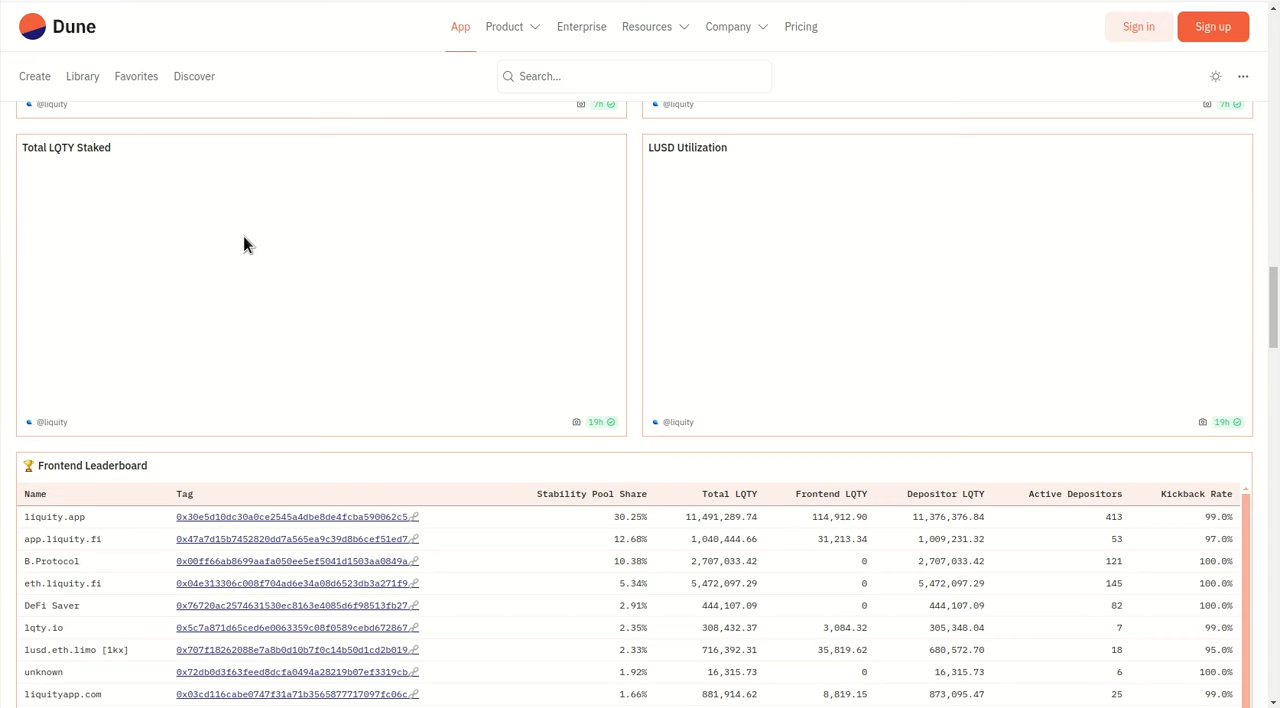 Dune
App Product Enterprise Resources Company Pricing
Sign in Sign up
Create Library Favorites Discover
Search...
@liquity 7h @liquity 7h
Total LQTY Staked
LUSD Utilization
@liquity 19h @liquity 19h
🏆 Frontend Leaderboard
Name Tag Stability Pool Share Total LQTY Frontend LQTY Depositor LQTY Active Depositors Kickback Rate
liquity.app 0x30e5d10dc30a0ce2545a4dbe8de4fcba590062c5 30.25% 11,491,289.74 114,912.90 11,376,376.84 413 99.0%
app.liquity.fi 0x47a7d15b7452820dd7a565ea9c39d8b6cef51ed7 12.68% 1,040,444.66 31,213.34 1,009,231.32 53 97.0%
B.Protocol 0x00ff66ab8699aafa050ee5ef5041d1503aa0849a 10.38% 2,707,033.42 0 2,707,033.42 121 100.0%
eth.liquity.fi 0x04e313306c008f704ad6e34a08d6523db3a271f9 5.34% 5,472,097.29 0 5,472,097.29 145 100.0%
DeFi Saver 0x76720ac2574631530ec8163e4085d6f98513fb27 2.91% 444,107.09 0 444,107.09 82 100.0%
lqty.io 0x5c7a871d65ced6e0063359c08f0589cebd672867 2.35% 308,432.37 3,084.32 305,348.04 7 99.0%
lusd.eth.limo [1kx] 0x707f18262088e7a8b0d10b7f0c14b50d1cd2b019 2.33% 716,392.31 35,819.62 680,572.70 18 95.0%
unknown 0x72db0d3f63feed8dcfa0494a28219b07ef3319cb 1.92% 16,315.73 0 16,315.73 6 100.0%
liquityapp.com 0x03cd116cabe0747f31a71b3565877717097fc06c 1.66% 881,914.62 8,819.15 873,095.47 25 99.0%